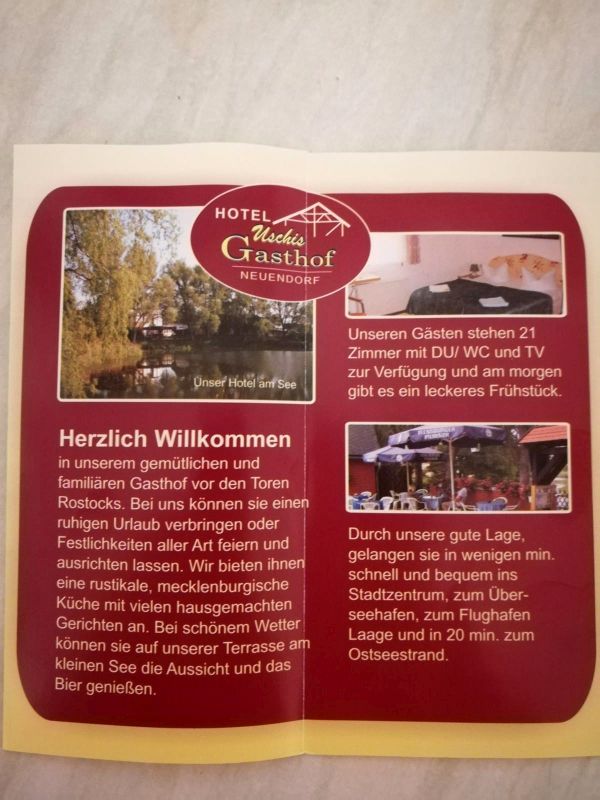 HOTEL
Uschis
Gasthof
NEUENDORF
Unser Hotel am See
Herzlich Willkommen
in unserem gemütlichen und
familiären Gasthof vor den Toren
Rostocks. Bei uns können sie einen
ruhigen Urlaub verbringen oder
Festlichkeiten aller Art feiern und
ausrichten lassen. Wir bieten ihnen
eine rustikale, mecklenburgische
Küche mit vielen hausgemachten
Gerichten an. Bei schönem Wetter
können sie auf unserer Terrasse am
kleinen See die Aussicht und das
Bier genießen.
Unseren Gästen stehen 21
Zimmer mit DU/ WC und TV
zur Verfügung und am morgen
gibt es ein leckeres Frühstück.
Durch unsere gute Lage,
gelangen sie in wenigen min.
schnell und bequem ins
Stadtzentrum, zum Über-
seehafen, zum Flughafen
Laage und in 20 min. zum
Ostseestrand.